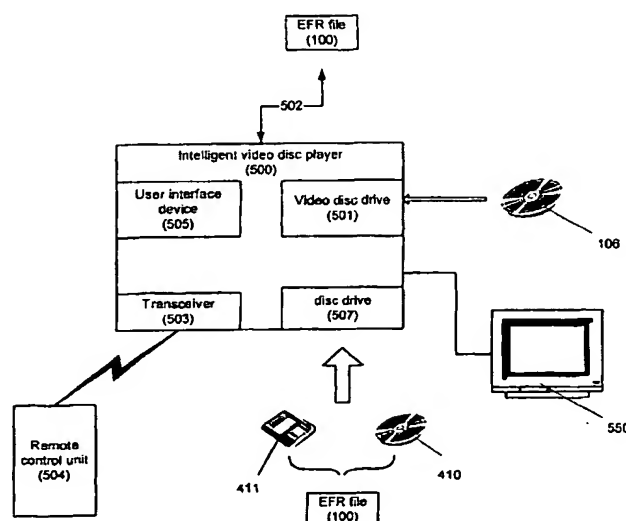 EFR file
(100)
502
Intelligent video disc player
(500)
User interface
device
(505)
Video disc drive
(501)
106
Transceiver
(503)
disc drive
(507)
550
Remote
control unit
(504)
411
410
EFR file
(100)